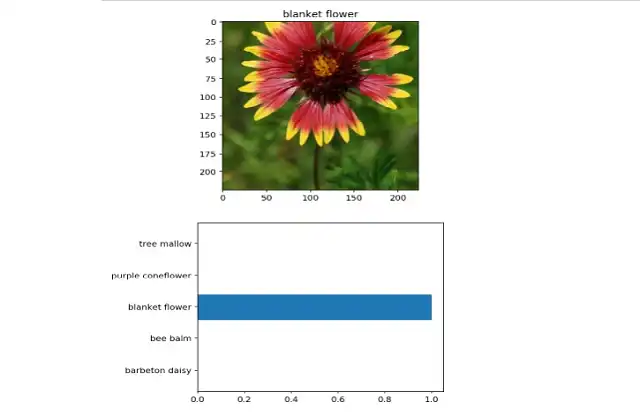 blanket flower
0
25
50
75
100
125
150
175
200
0 50 100 150 200
tree mallow
purple coneflower
blanket flower
bee balm
barbeton daisy
0.0 0.2 0.4 0.6 0.8 1.0